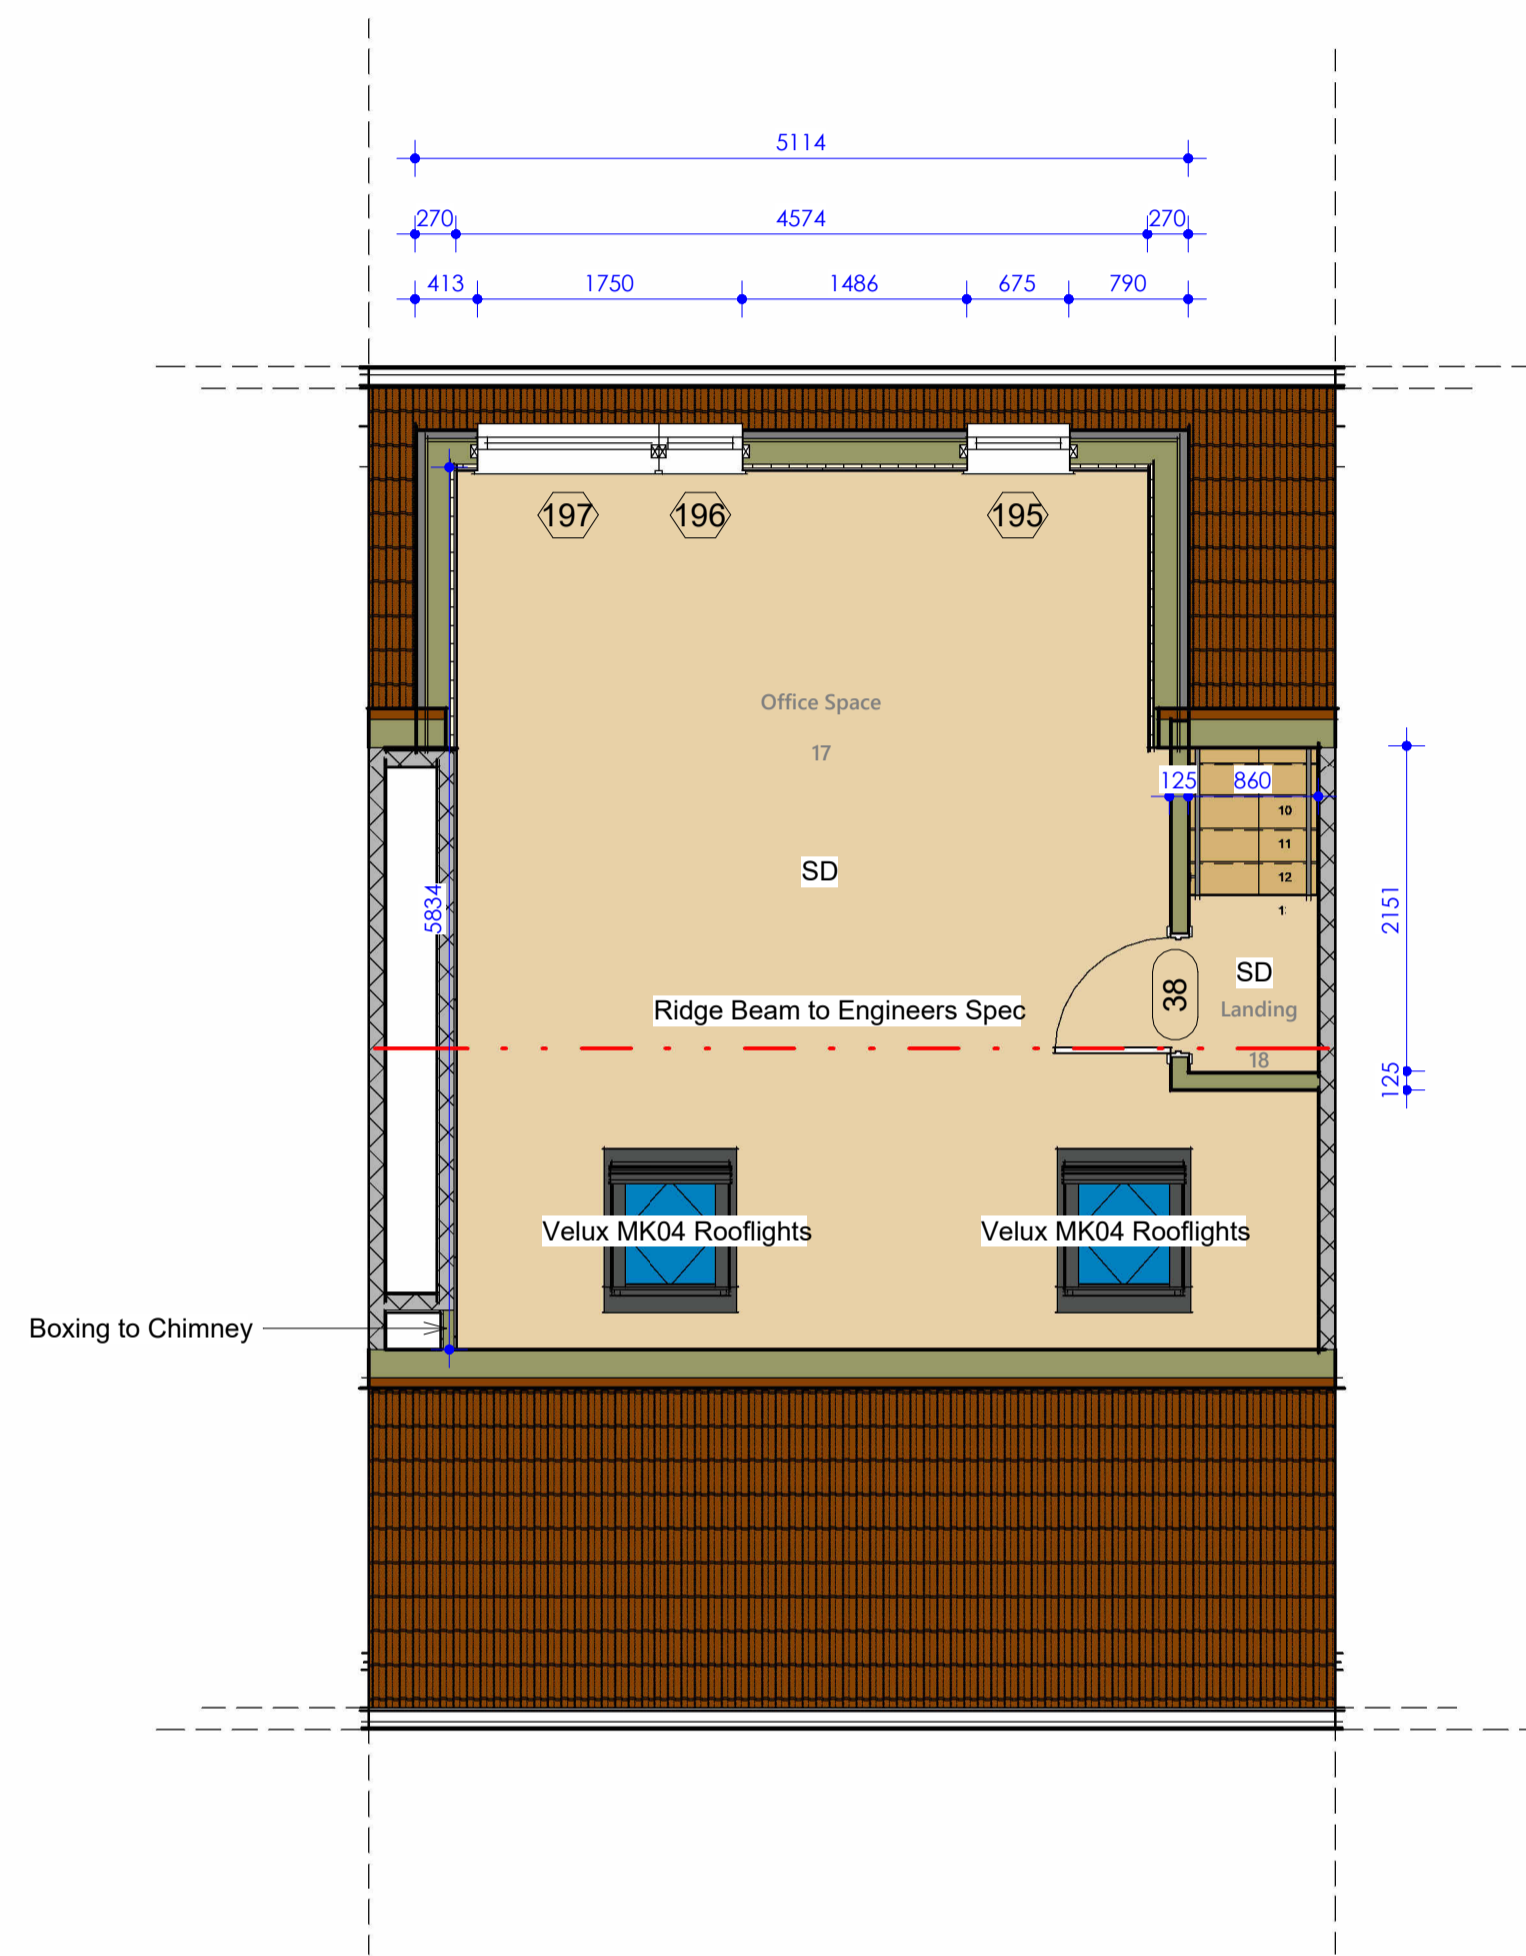 5114
270 4574 270
413 1750 1486 675 790
197 196 195
Office Space
17
125 860
10
11
12
1
SD
5834
2151
SD
38
Landing
Ridge Beam to Engineers Spec
18
125
Velux MK04 Rooflights
Velux MK04 Rooflights
Boxing to Chimney